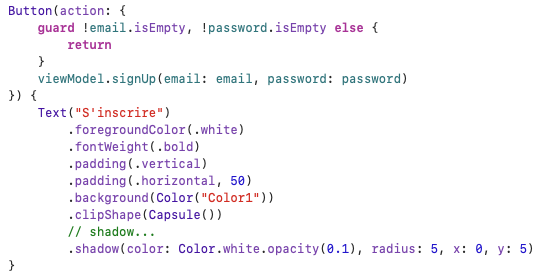 Button(action: {
    guard !email.isEmpty, !password.isEmpty else {
        return
    }
    viewModel.signUp(email: email, password: password)
}) {
    Text("S'inscrire")
        .foregroundColor(.white)
        .fontWeight(.bold)
        .padding(.vertical)
        .padding(.horizontal, 50)
        .background(Color("Color1"))
        .clipShape(Capsule())
        // shadow...
        .shadow(color: Color.white.opacity(0.1), radius: 5, x: 0, y: 5)
}